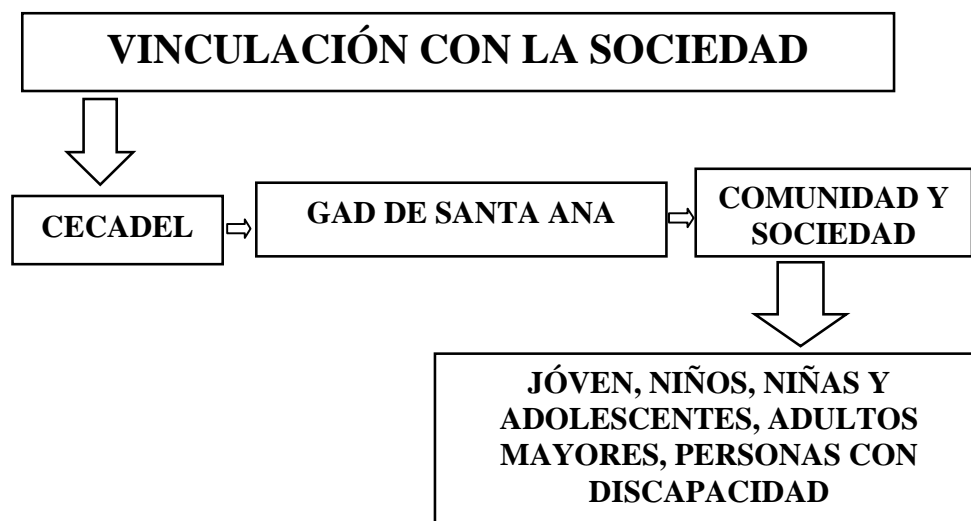 VINCULACIÓN CON LA SOCIEDAD
CECADEL
GAD DE SANTA ANA
COMUNIDAD Y
SOCIEDAD
JÓVEN, NIÑOS, NIÑAS Y
ADOLESCENTES, ADULTOS
MAYORES, PERSONAS CON
DISCAPACIDAD